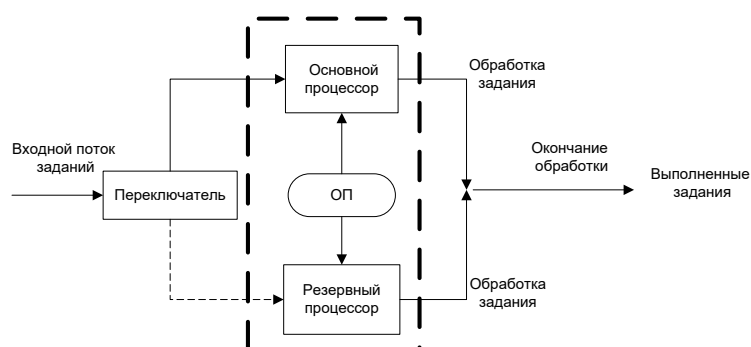 Основной
процессор
Обработка
задания
Входной поток
заданий
Переключатель
ОП
Окончание
обработки
Выполненные
задания
Резервный
процессор
Обработка
задания